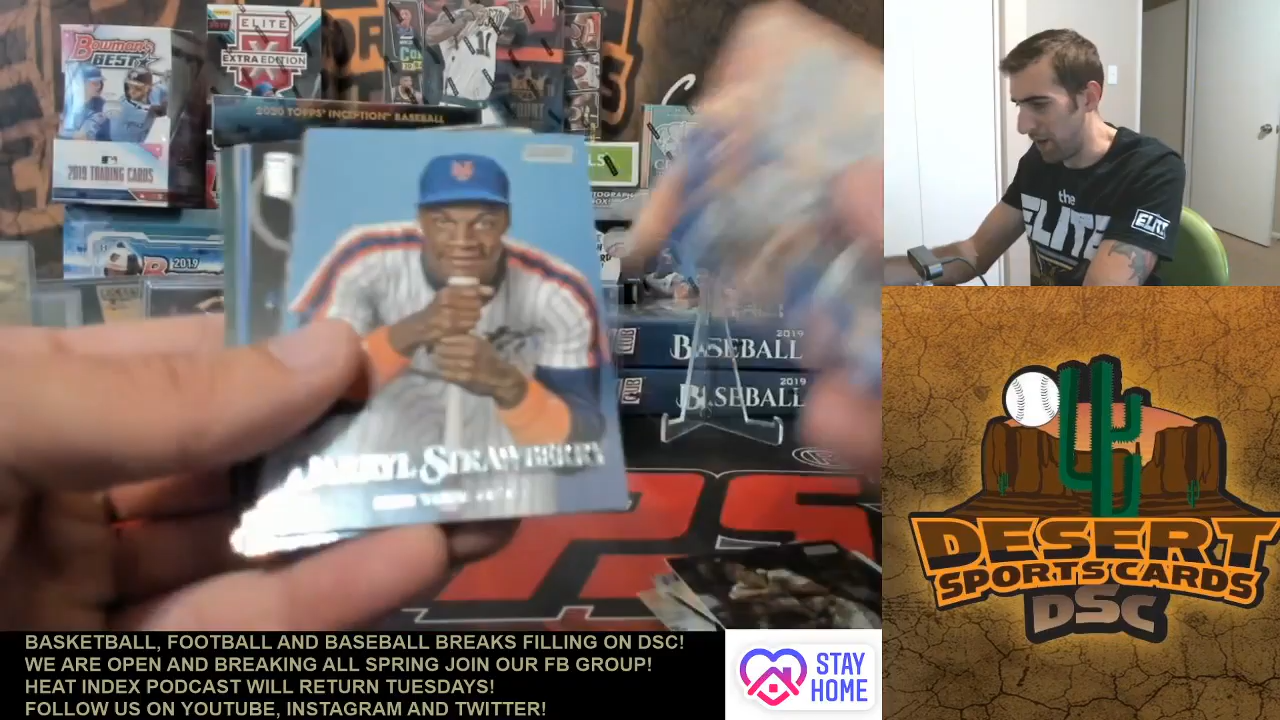 Bowman's
BEST
2019 TRADING CARDS
ELITE
EXTRA EDITION
2020 TOPPS INCEPTION™ BASEBALL
2019
2019
BASEBALL
2019
BASEBALL
DARRYL STRAWBERRY
the
ELITE
ELITE
DESERT
SPORTS CARDS
DSC
BASKETBALL, FOOTBALL AND BASEBALL BREAKS FILLING ON DSC!
WE ARE OPEN AND BREAKING ALL SPRING JOIN OUR FB GROUP!
HEAT INDEX PODCAST WILL RETURN TUESDAYS!
FOLLOW US ON YOUTUBE, INSTAGRAM AND TWITTER!
STAY
HOME